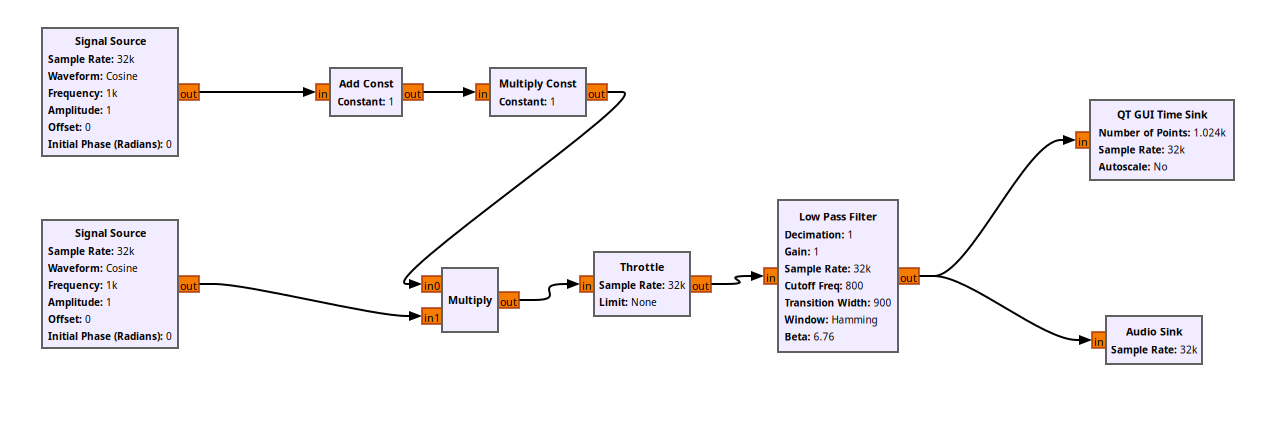 Signal Source
Sample Rate: 32k
Waveform: Cosine
Frequency: 1k
Amplitude: 1
Offset: 0
Initial Phase (Radians): 0
out
in
Add Const
Constant: 1
out
in
Multiply Const
Constant: 1
out
Signal Source
Sample Rate: 32k
Waveform: Cosine
Frequency: 1k
Amplitude: 1
Offset: 0
Initial Phase (Radians): 0
out
in0
in1
Multiply
out
in
Throttle
Sample Rate: 32k
Limit: None
out
in
Low Pass Filter
Decimation: 1
Gain: 1
Sample Rate: 32k
Cutoff Freq: 800
Transition Width: 900
Window: Hamming
Beta: 6.76
out
in
QT GUI Time Sink
Number of Points: 1.024k
Sample Rate: 32k
Autoscale: No
in
Audio Sink
Sample Rate: 32k